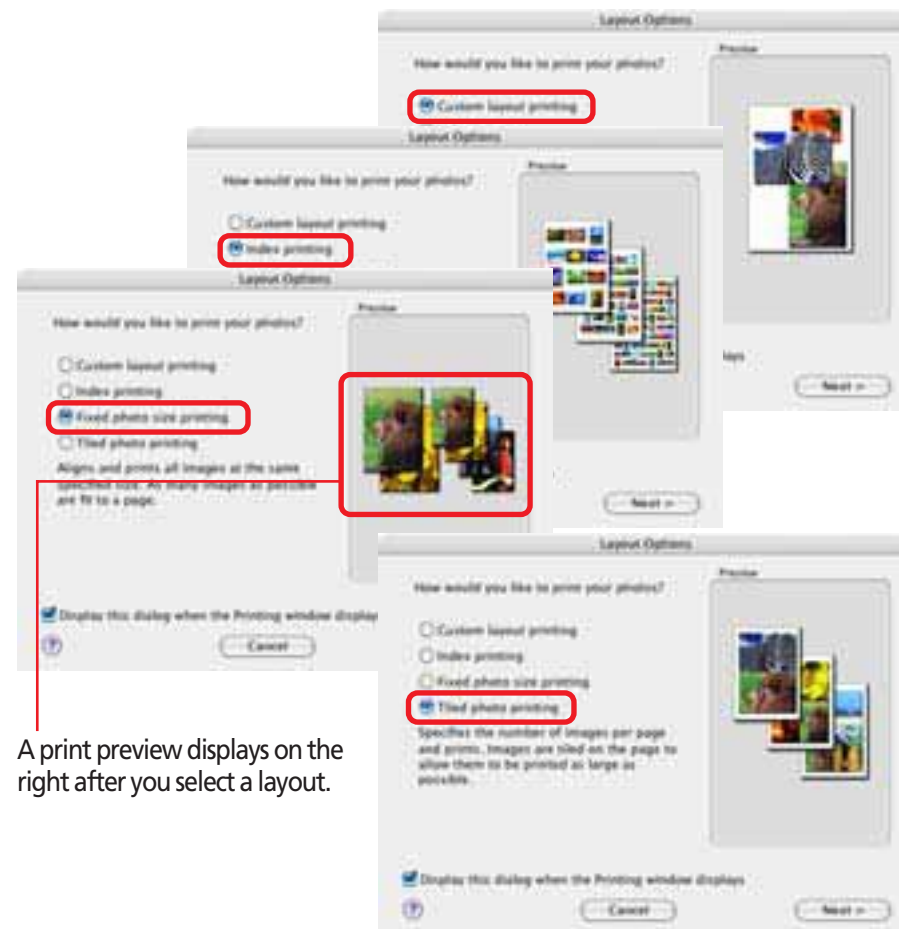 Layout Options
How would you like to print your photos?
Preview
Custom layout printing
Layout Options
How would you like to print your photos?
Preview
Custom layout printing
Index printing
Layout Options
How would you like to print your photos?
Preview
Custom layout printing
Index printing
Fixed photo size printing
Tiled photo printing
Aligns and prints all images at the same
specified size. As many images as possible
are fit to a page.
Display this dialog when the Printing window display
?
Cancel
Next >
lays
Next >
Layout Options
How would you like to print your photos?
Preview
Custom layout printing
Index printing
Fixed photo size printing
Tiled photo printing
Specifies the number of images per page
and prints. Images are tiled on the page to
allow them to be printed as large as
possible.
Display this dialog when the Printing window displays
?
Cancel
Next >
A print preview displays on the
right after you select a layout.